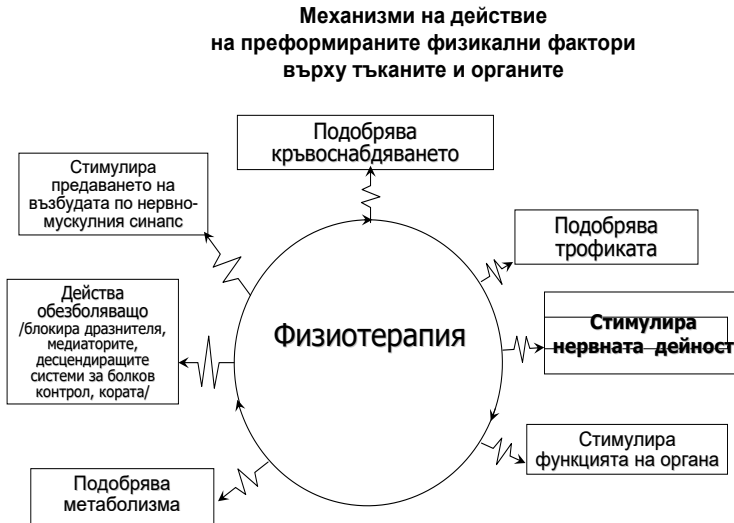 Механизми на действие
на преформираните физикални фактори
върху тъканите и органите
Подобрява
кръвоснабдяването
Стимулира
предаването на
възбудата по нервно-
мускулния синапс
Подобрява
трофиката
Действа
обезболяващо
/блокира дразнителя,
медиаторите,
десцендиращите
системи за болков
контрол, кората/
Физиотерапия
Стимулира
нервната дейност
Стимулира
функцията на органа
Подобрява
метаболизма